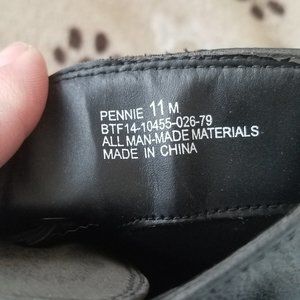 PENNIE 11 M
BTF14-10455-026-79
ALL MAN-MADE MATERIALS
MADE IN CHINA